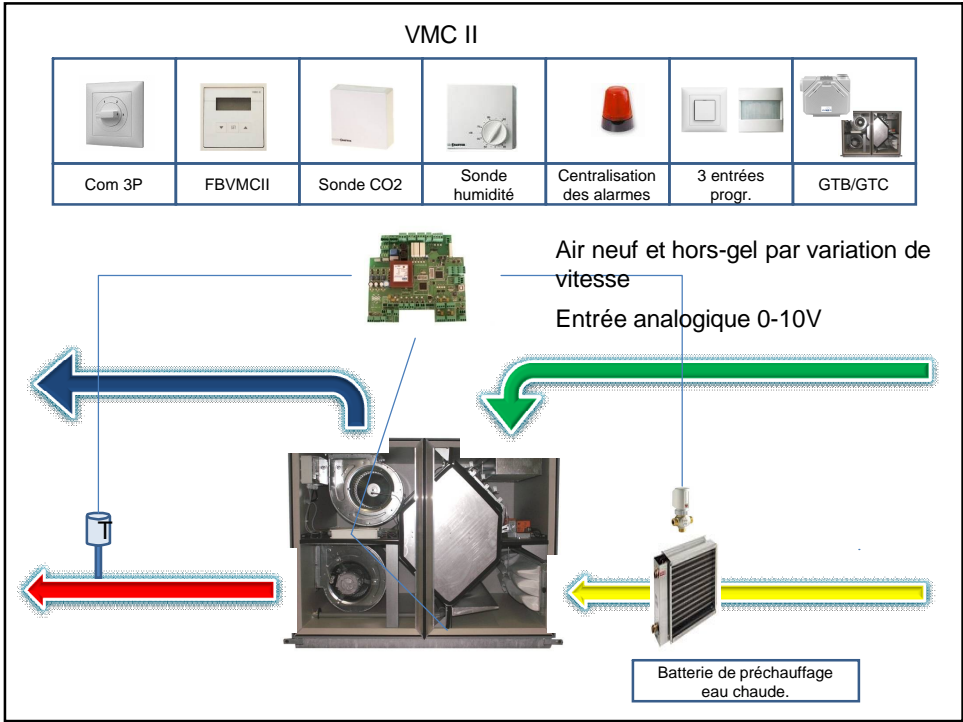 VMC II
Com 3P
FBVMCII
Sonde CO2
Sonde
humidité
Centralisation
des alarmes
3 entrées
progr.
GTB/GTC
Air neuf et hors-gel par variation de
vitesse
Entrée analogique 0-10V
T
Batterie de préchauffage
eau chaude.